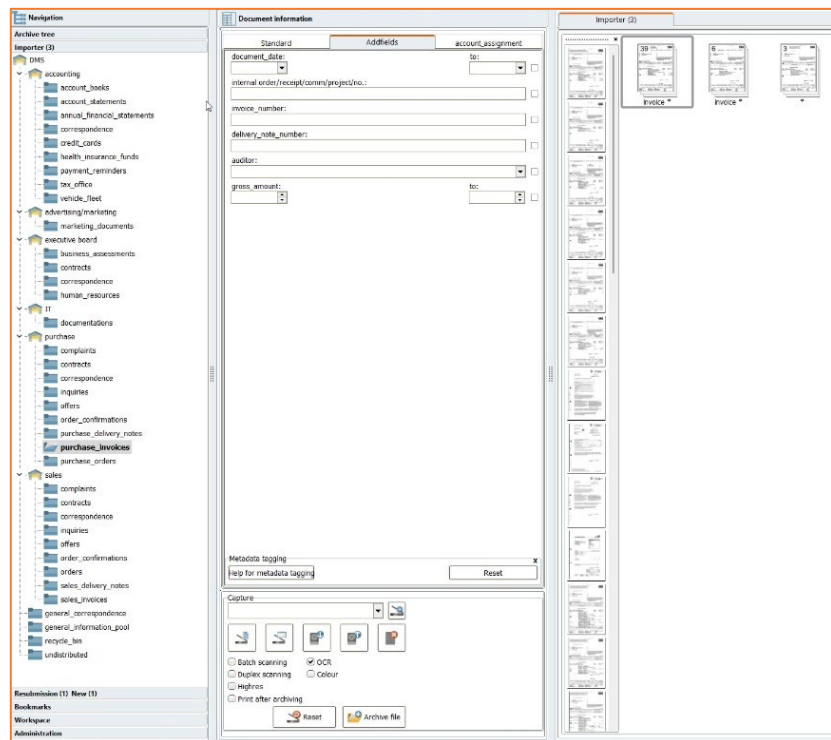 Navigation
Archive tree
Importer (3)
DMS
accounting
account_books
account_statements
annual_financial_statements
correspondence
credit_cards
health_insurance_funds
payment_reminders
tax_office
vehicle_fleet
advertising/marketing
marketing_documents
executive board
business_assessments
contracts
correspondence
human_resources
IT
documentations
purchase
complaints
contracts
correspondence
inquiries
offers
order_confirmations
purchase_delivery_notes
purchase_invoices
purchase_orders
sales
complaints
contracts
correspondence
inquiries
offers
order_confirmations
orders
sales_delivery_notes
sales_invoices
general_correspondence
general_information_pool
recycle_bin
undistributed
Resubmission (1) New (1)
Bookmarks
Workspace
Administration
Document information
Standard Addfields account_assignment
document_date: to:
internal order/receipt/comm/project/no.:
invoice_number:
delivery_note_number:
auditor:
gross_amount: to:
Metadata tagging x
Help for metadata tagging Reset
Capture
Batch scanning OCR
Duplex scanning Colour
Highres
Print after archiving
Reset Archive file
Importer (3)
39 6 3
Invoice * Invoice * *